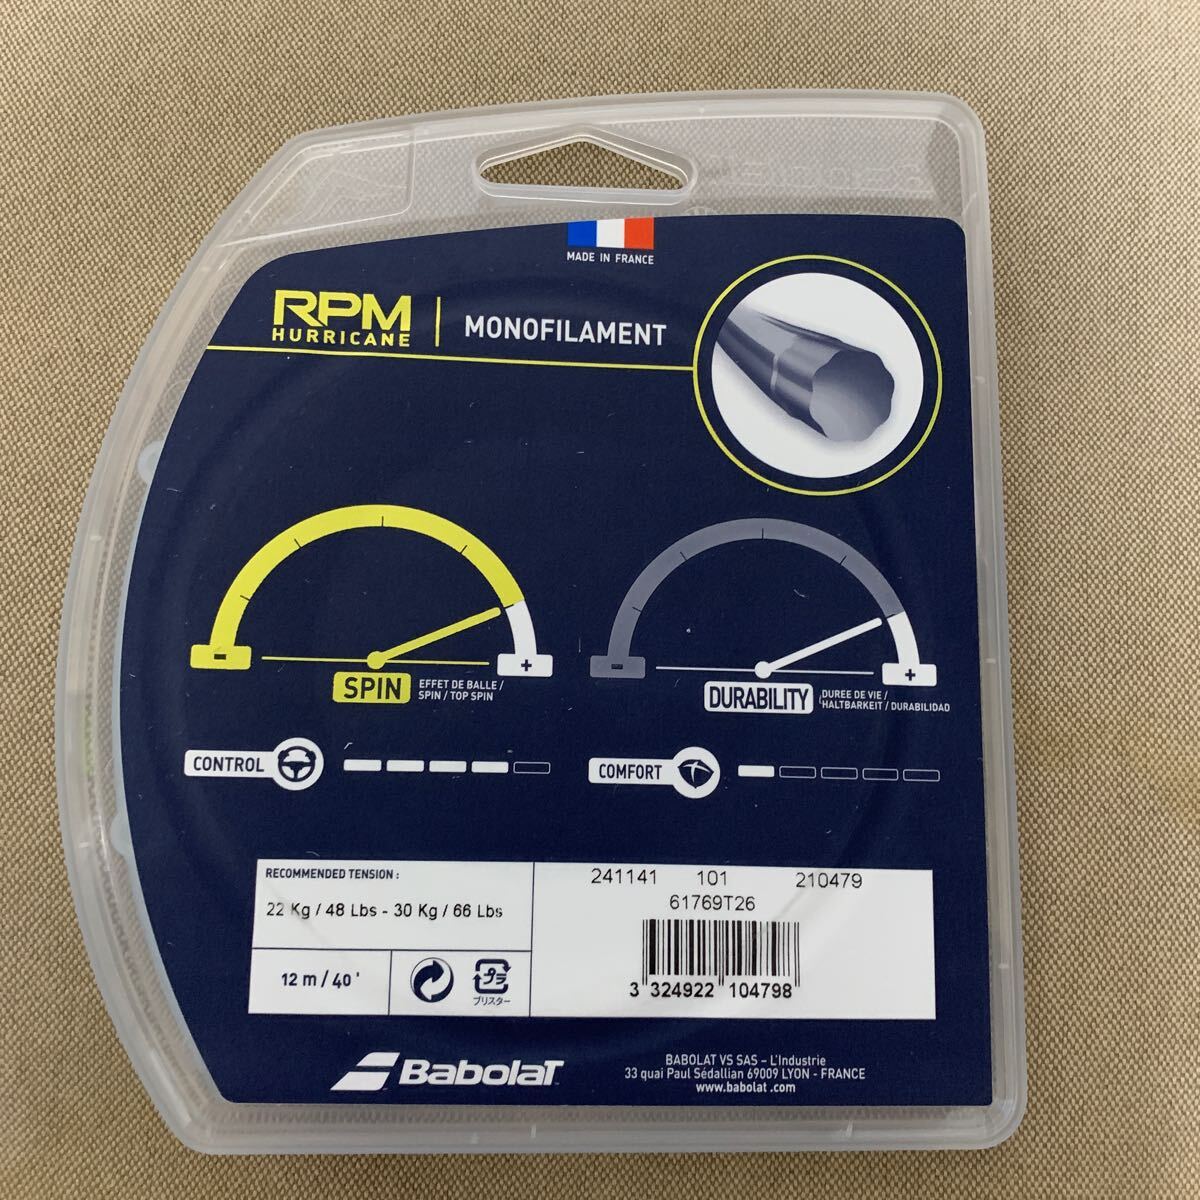 MADE IN FRANCE
RPM
HURRICANE
MONOFILAMENT
- +
SPIN
EFFET DE BALLE /
SPIN / TOP SPIN
- +
DURABILITY
DUREE DE VIE /
HALTBARKEIT / DURABILIDAD
CONTROL
COMFORT
RECOMMENDED TENSION :
22 Kg / 48 Lbs - 30 Kg / 66 Lbs
12 m / 40 '
プラ
ブリスター
241141 101 210479
61769T26
3 324922 104798
BABOLAT
BABOLAT VS SAS – L'Industrie
33 quai Paul Sédallian 69009 LYON - FRANCE
www.babolat .com